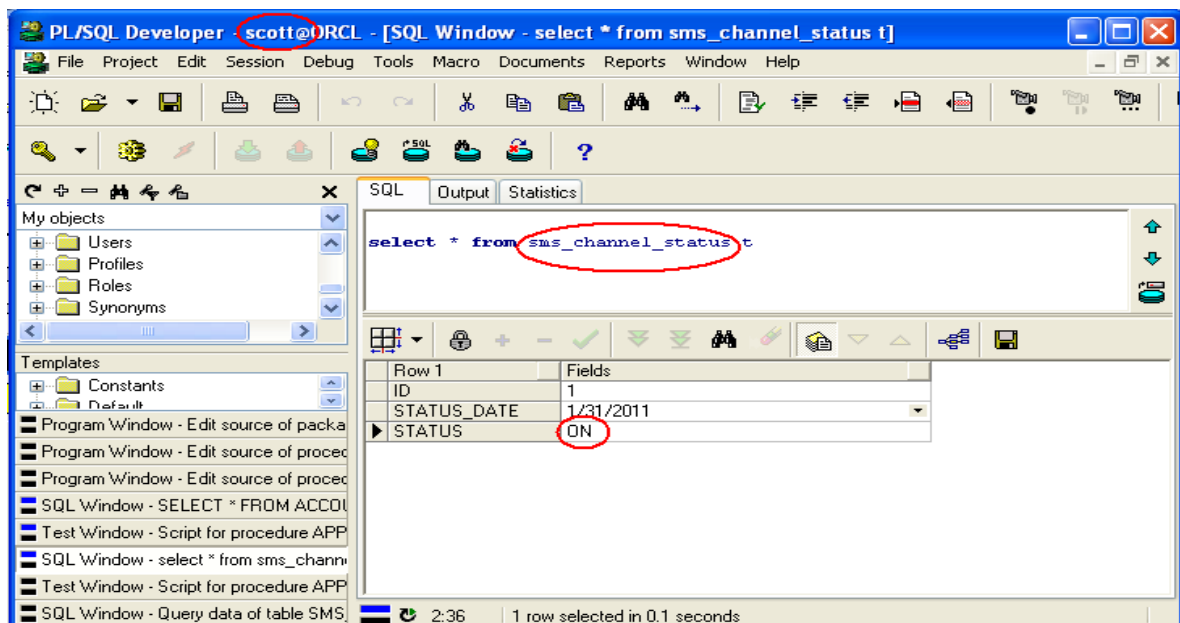 PL/SQL Developer - scott@ORCL - [SQL Window - select * from sms_channel_status t]
File Project Edit Session Debug Tools Macro Documents Reports Window Help
SQL
?
My objects
Users
Profiles
Roles
Synonyms
Templates
Constants
Default
Program Window - Edit source of packa
Program Window - Edit source of proced
Program Window - Edit source of proced
SQL Window - SELECT * FROM ACCOU
Test Window - Script for procedure APP
SQL Window - select * from sms_chann
Test Window - Script for procedure APP
SQL Window - Query data of table SMS_
SQL Output Statistics
select * from sms_channel_status t
Row 1 Fields
ID 1
STATUS_DATE 1/31/2011
STATUS ON
2:36 1 row selected in 0.1 seconds